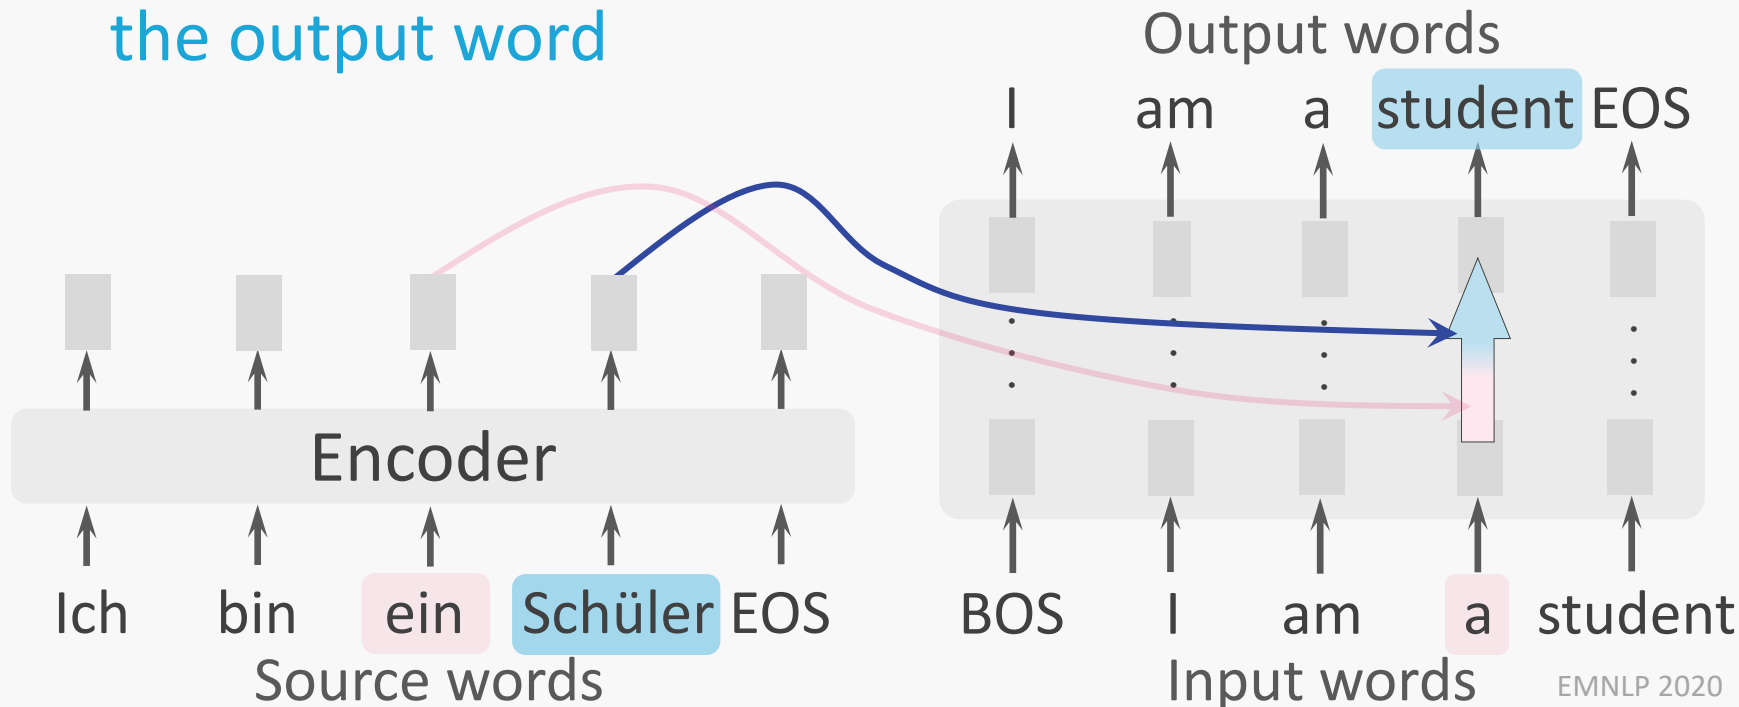 the output word
Output words
I am a student EOS
Encoder
Ich bin ein Schüler EOS
BOS I am a student
Source words
Input words
EMNLP 2020